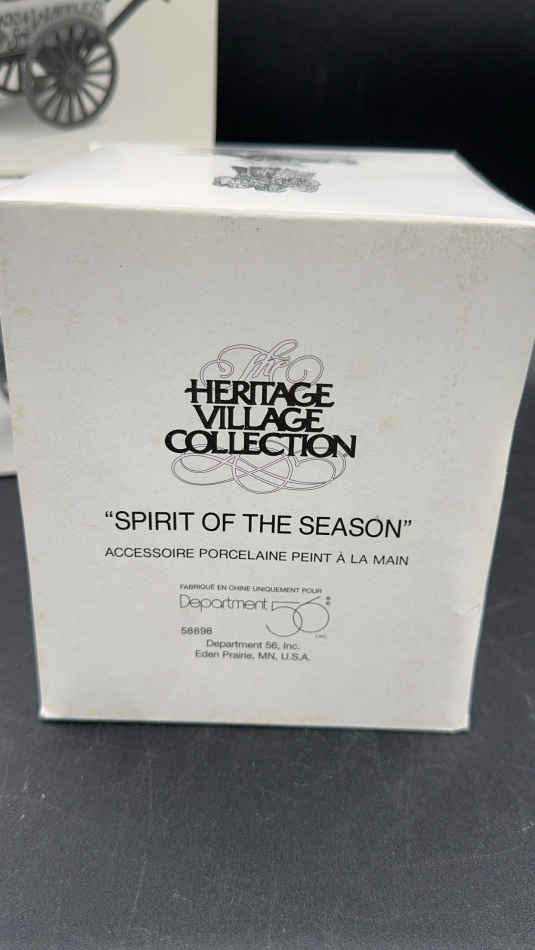 The
HERITAGE
VILLAGE
COLLECTION
“SPIRIT OF THE SEASON”
ACCESSOIRE PORCELAINE PEINT À LA MAIN
FABRIQUÉ EN CHINE UNIQUEMENT POUR
Department 56®
58898
Department 56, Inc.
Eden Prairie, MN, U.S.A.